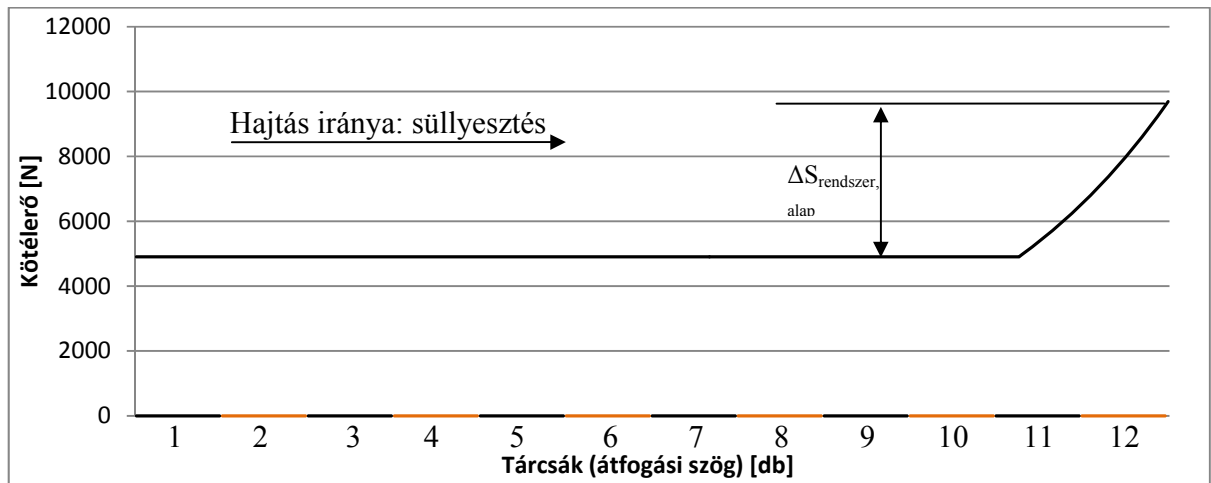 12000
10000
8000
6000
4000
2000
0
Kötélerő [N]
Hajtás iránya: süllyesztés
ΔSrendszer,
alap
1 2 3 4 5 6 7 8 9 10 11 12
Tárcsák (átfogási szög) [db]